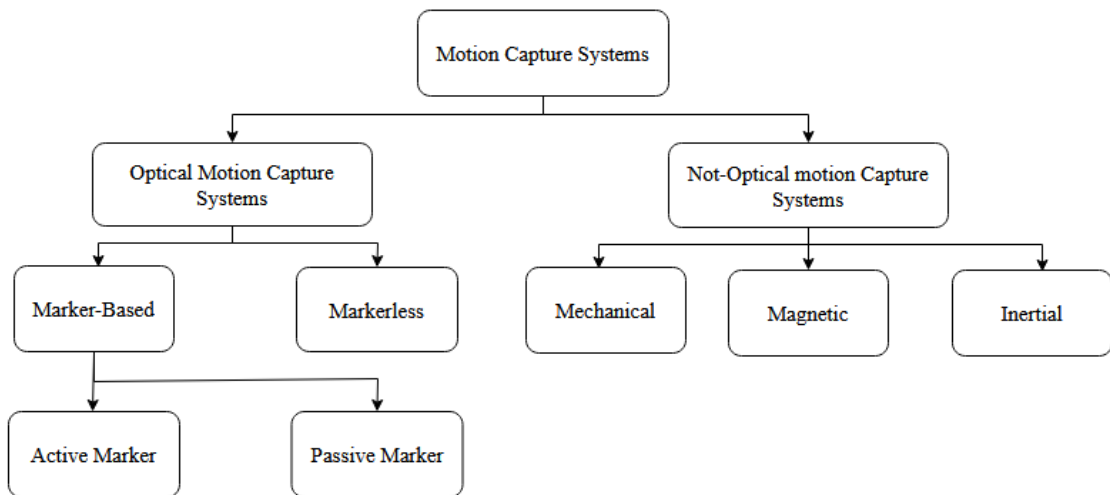 Motion Capture Systems
Optical Motion Capture
Systems
Not-Optical motion Capture
Systems
Marker-Based
Markerless
Mechanical
Magnetic
Inertial
Active Marker
Passive Marker